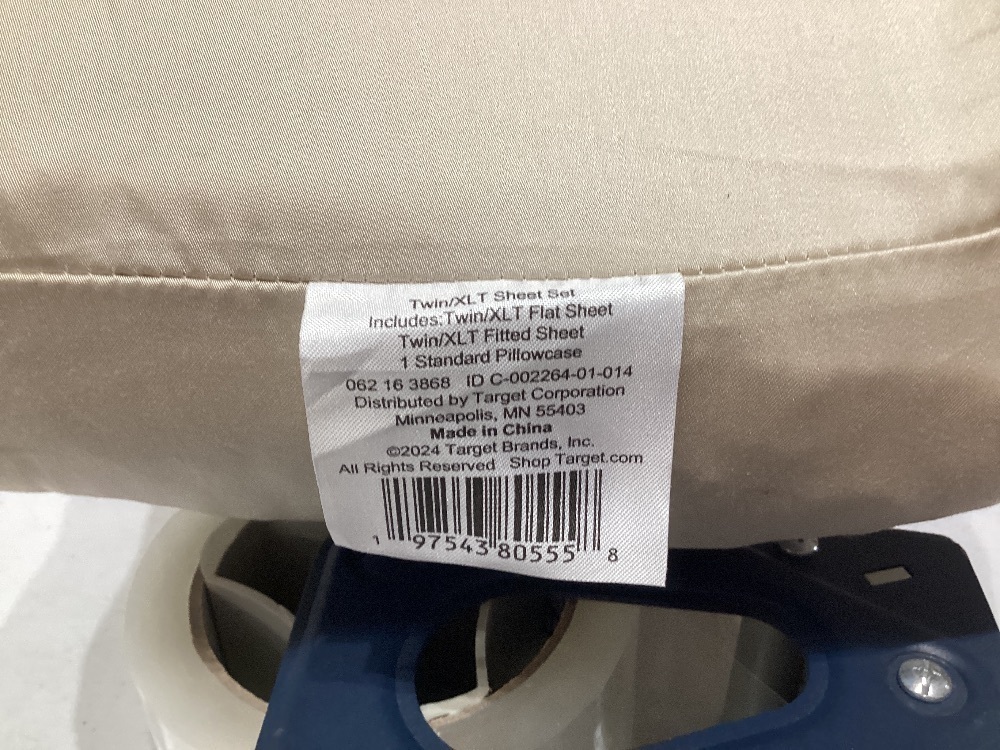 Twin/XLT Sheet Set
Includes:Twin/XLT Flat Sheet
Twin/XLT Fitted Sheet
1 Standard Pillowcase
062 16 3868 ID C-002264-01-014
Distributed by Target Corporation
Minneapolis, MN 55403
Made in China
©2024 Target Brands, Inc.
All Rights Reserved Shop Target.com
1 97543 80555 8